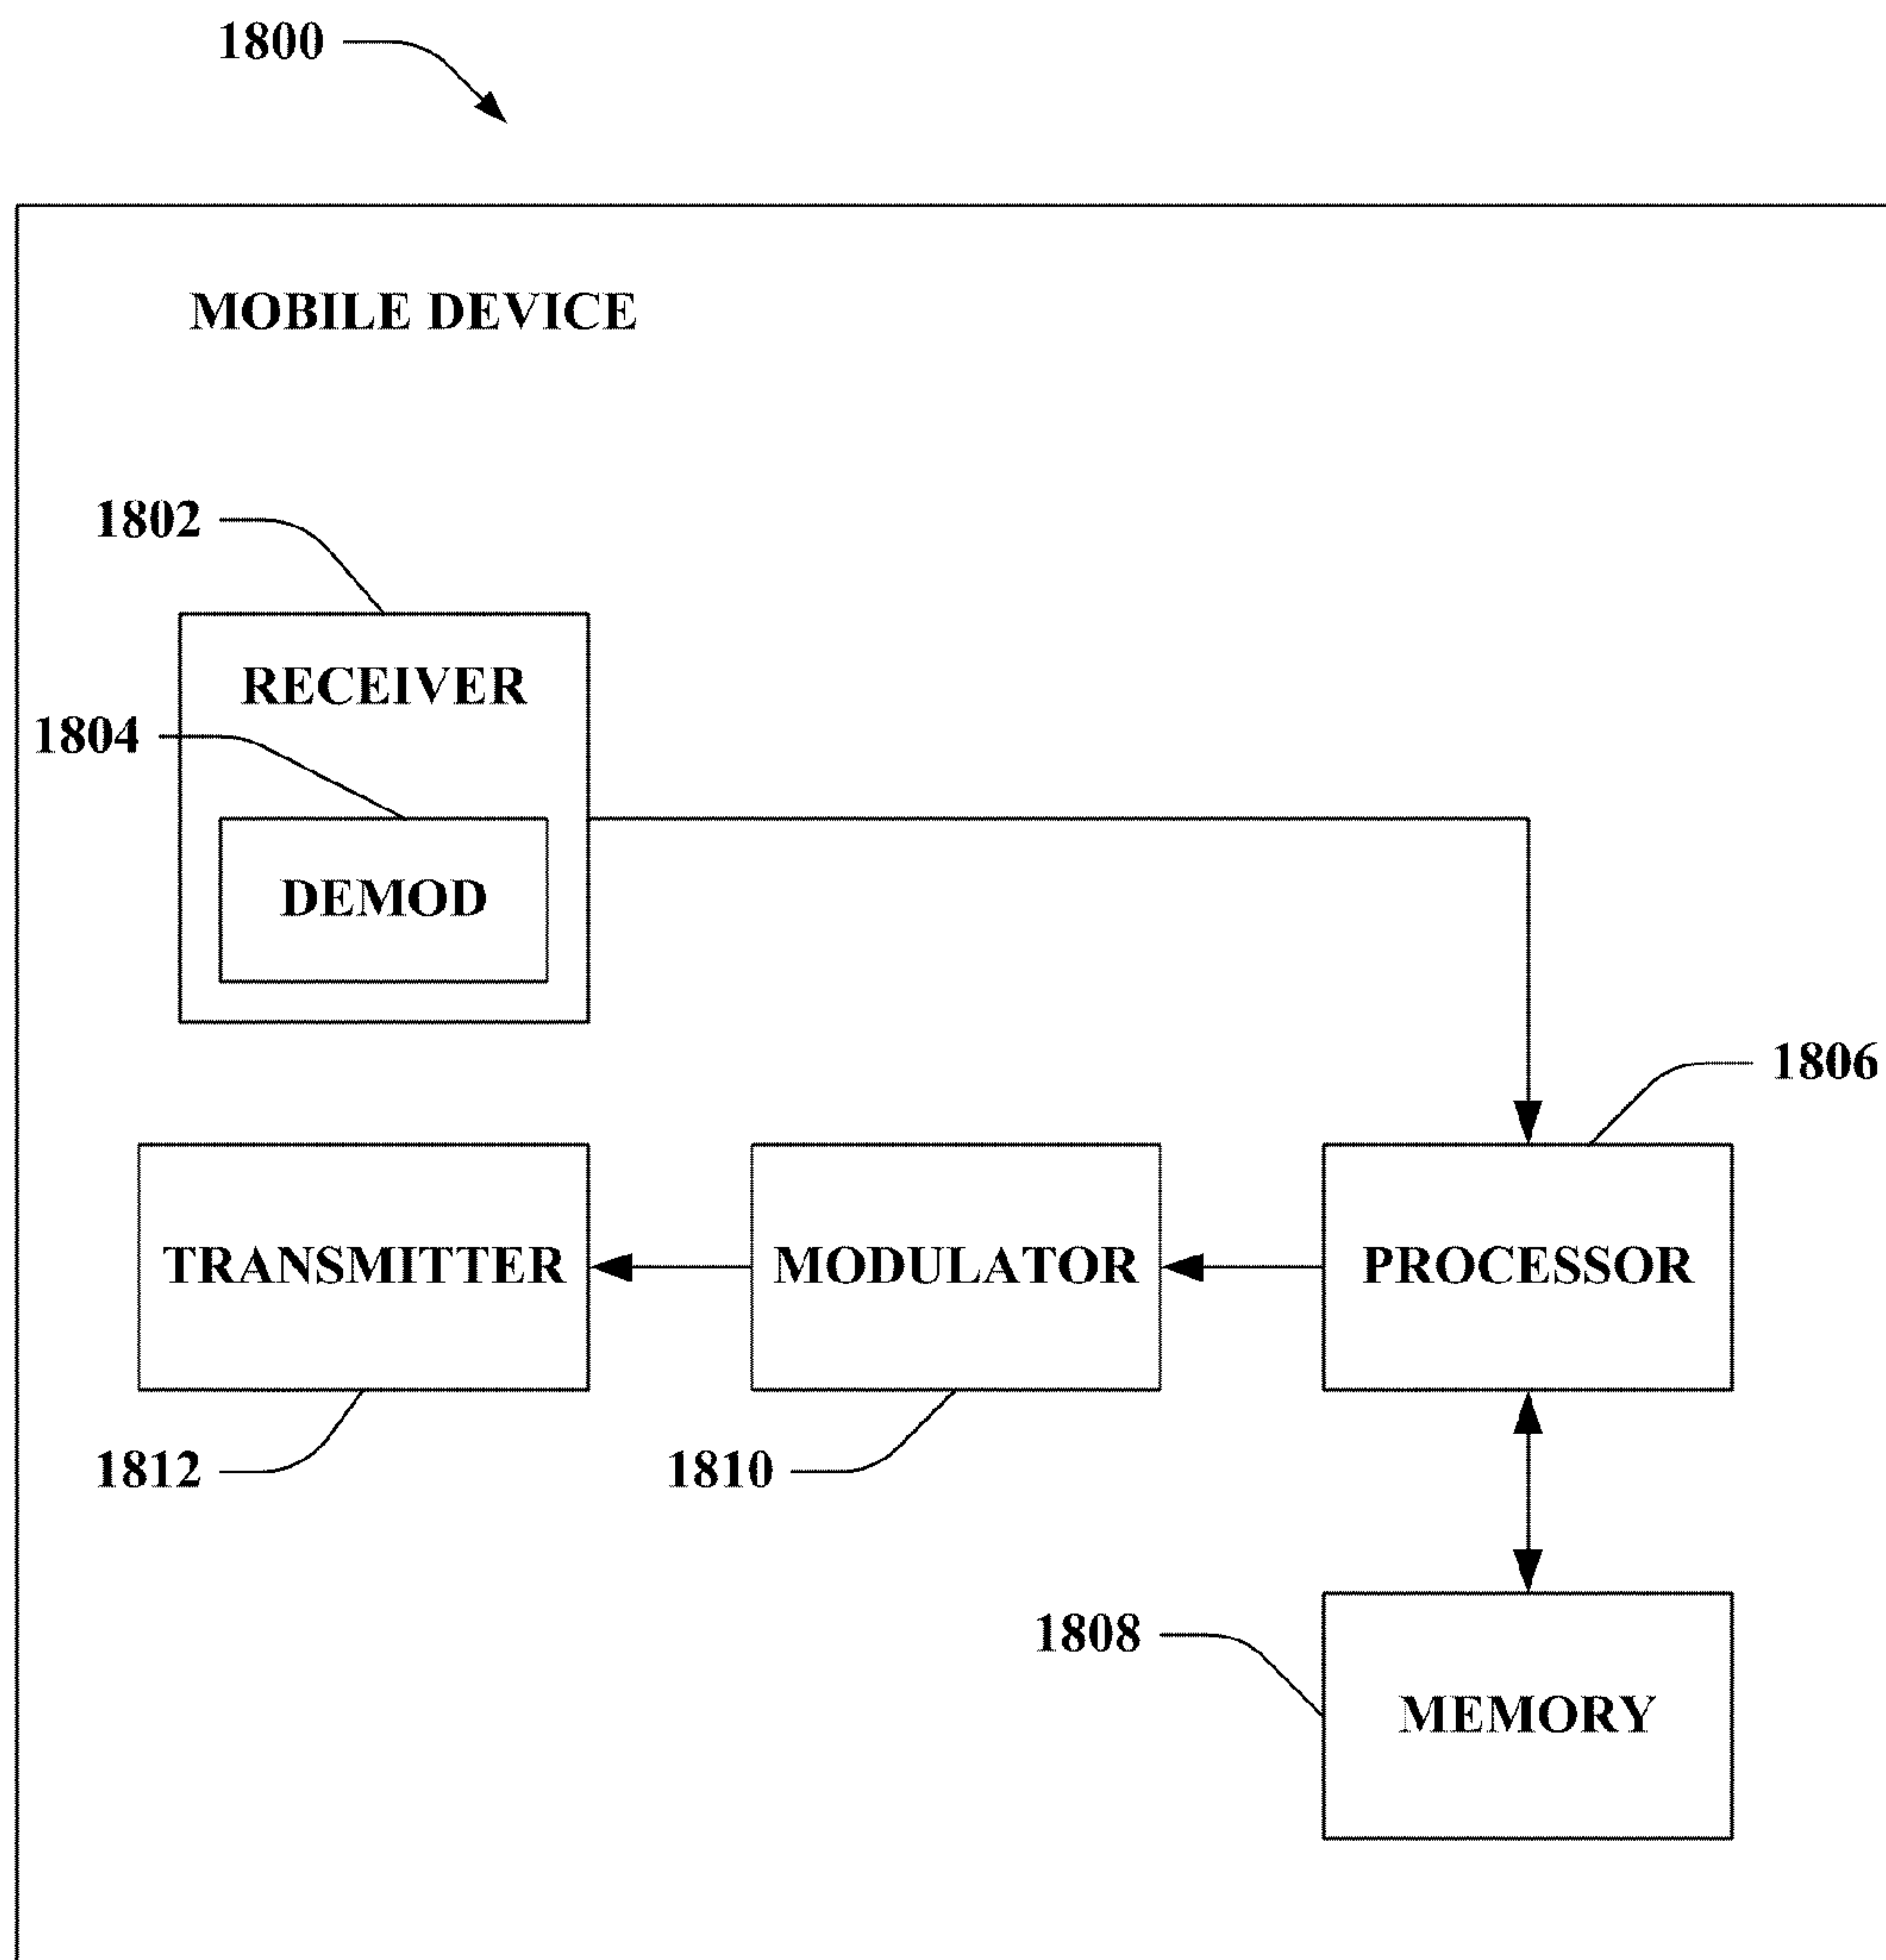 1800
MOBILE DEVICE
1802
RECEIVER
1804
DEMOD
1806
TRANSMITTER
MODULATOR
PROCESSOR
1812
1810
1808
MEMORY